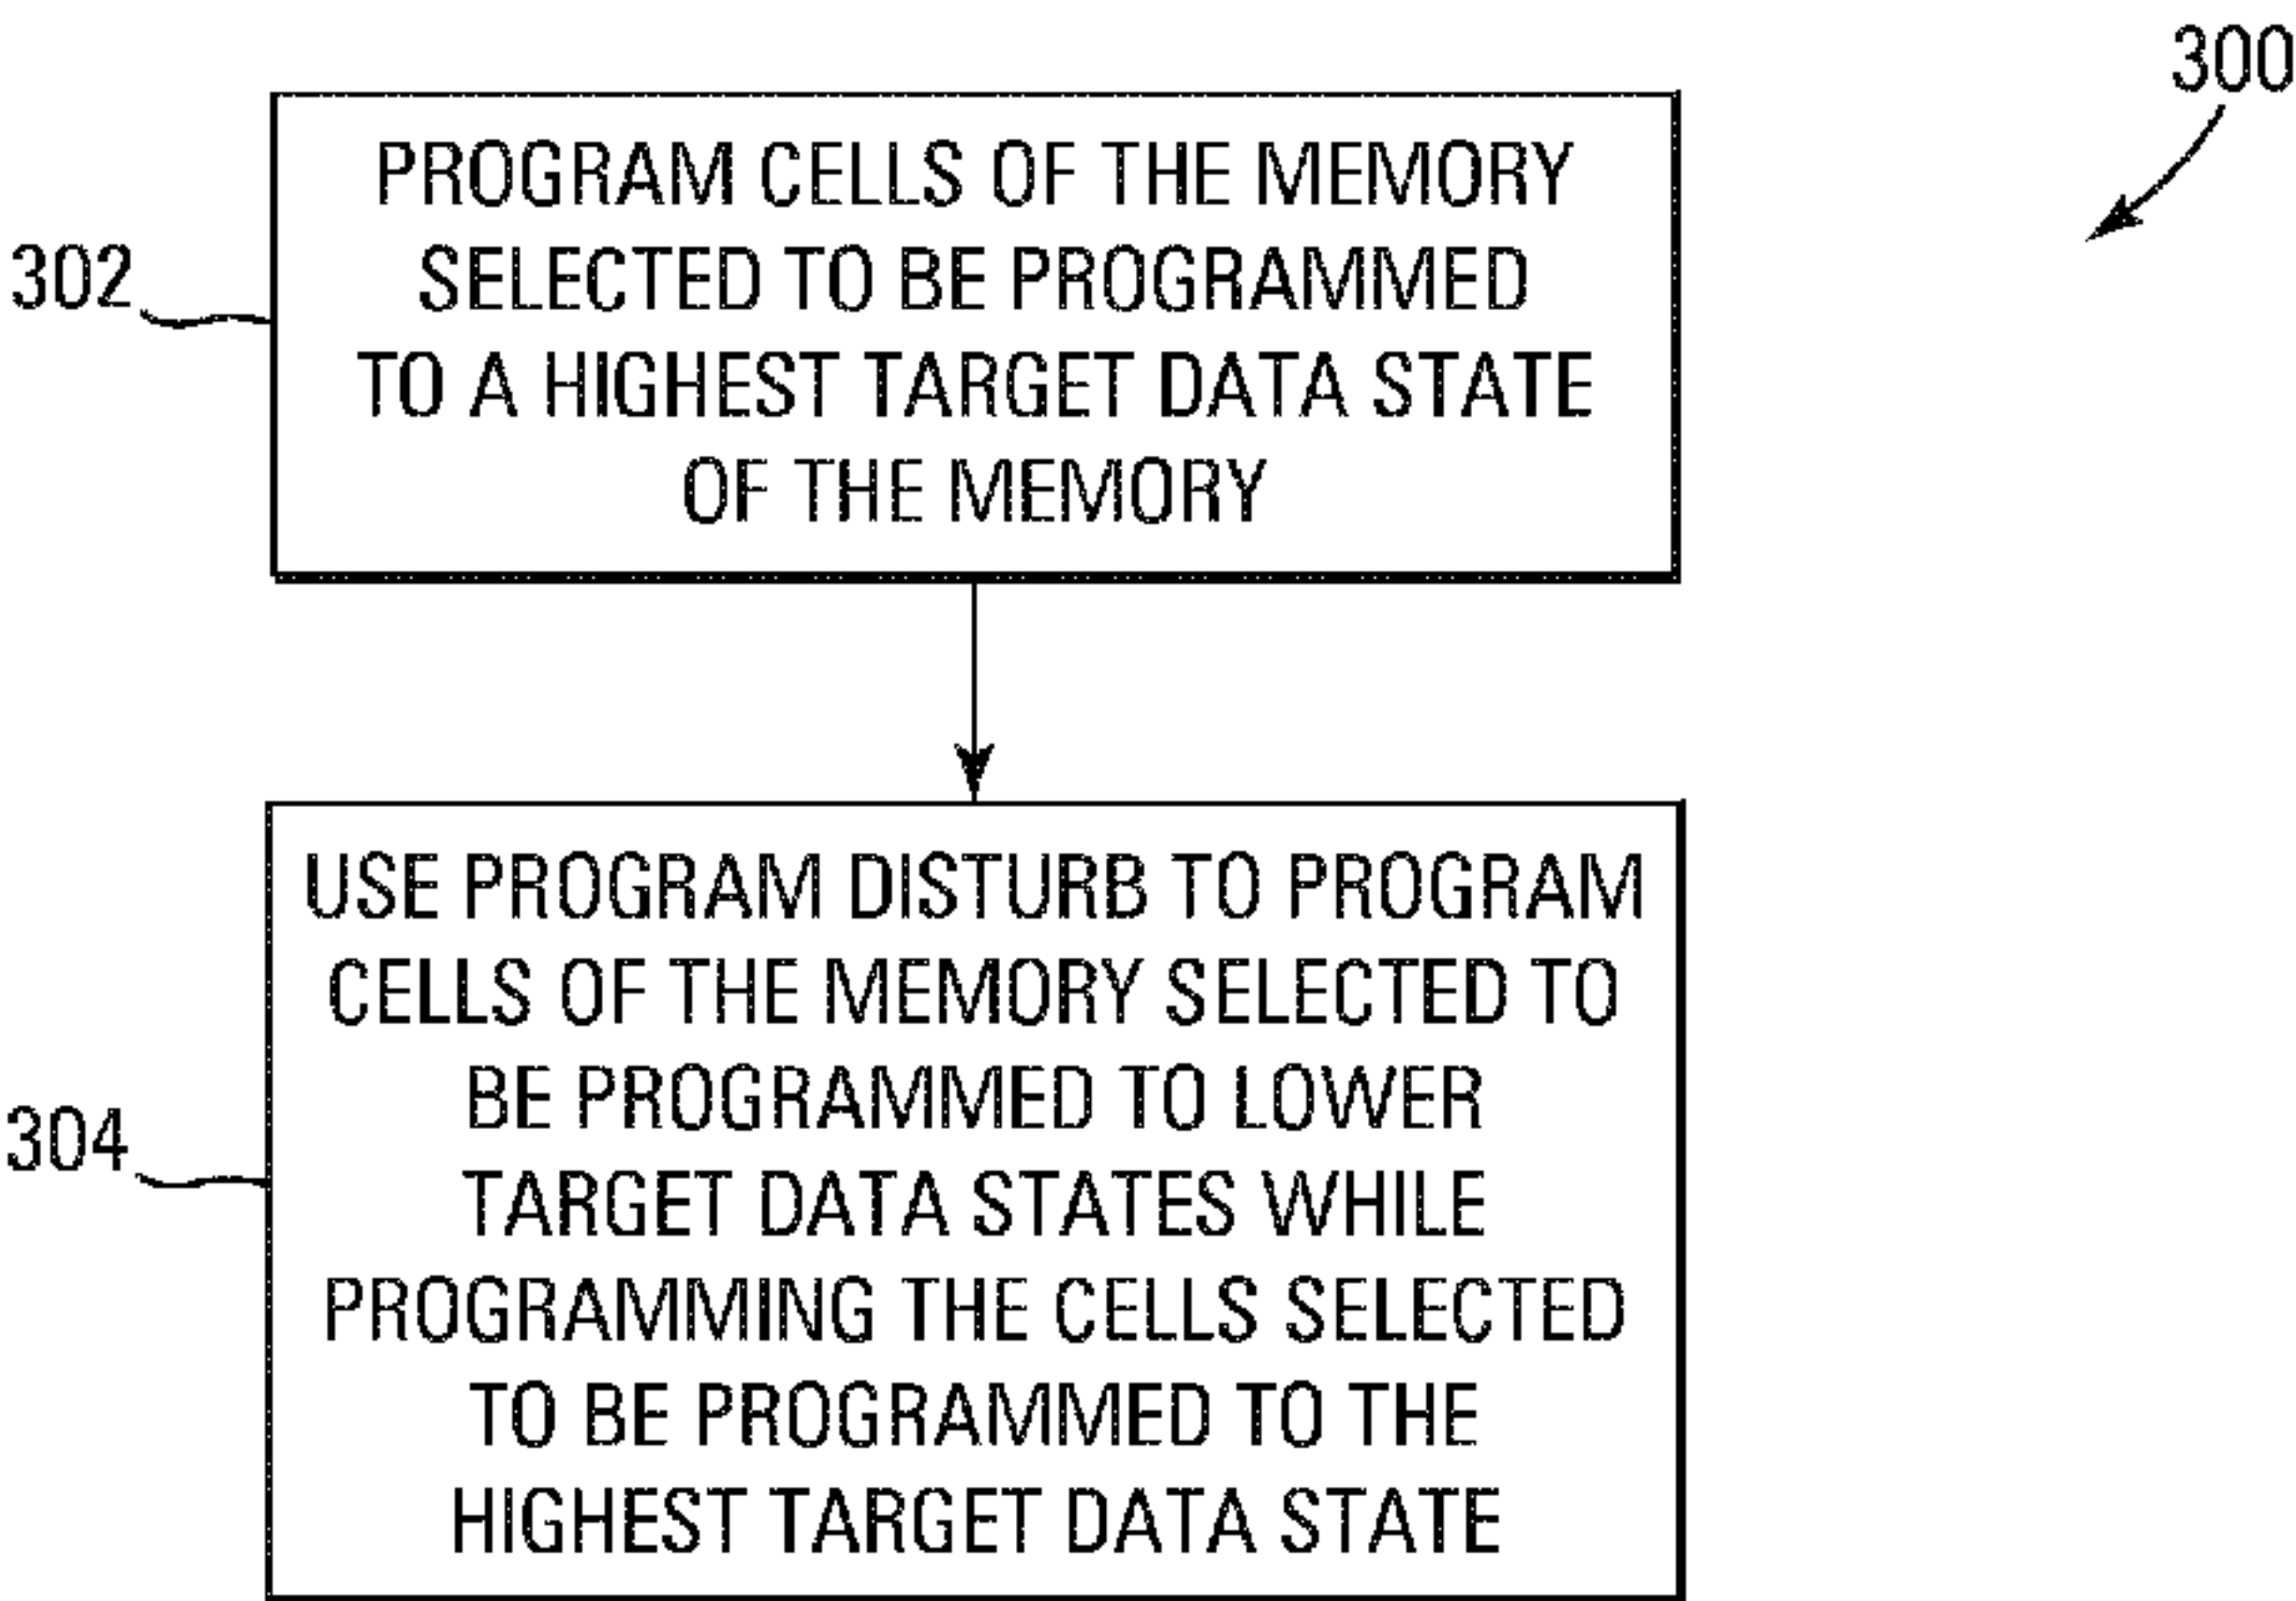 300
302
PROGRAM CELLS OF THE MEMORY
SELECTED TO BE PROGRAMMED
TO A HIGHEST TARGET DATA STATE
OF THE MEMORY
304
USE PROGRAM DISTURB TO PROGRAM
CELLS OF THE MEMORY SELECTED TO
BE PROGRAMMED TO LOWER
TARGET DATA STATES WHILE
PROGRAMMING THE CELLS SELECTED
TO BE PROGRAMMED TO THE
HIGHEST TARGET DATA STATE